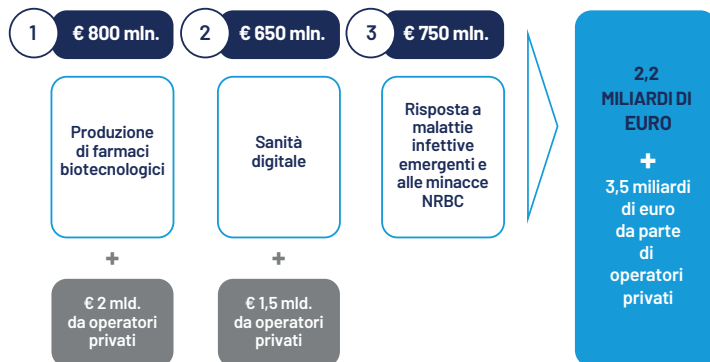 1
€ 800 mln.
2
€ 650 mln.
3
€ 750 mln.
Produzione
di farmaci
biotecnologici
+
€ 2 mld.
da operatori
privati
Sanità
digitale
+
€ 1,5 mld.
da operatori
privati
Risposta a
malattie
infettive
emergenti e
alle minacce
NRBC
2,2
MILIARDI DI
EURO
+
3,5 miliardi
di euro
da parte
di
operatori
privati